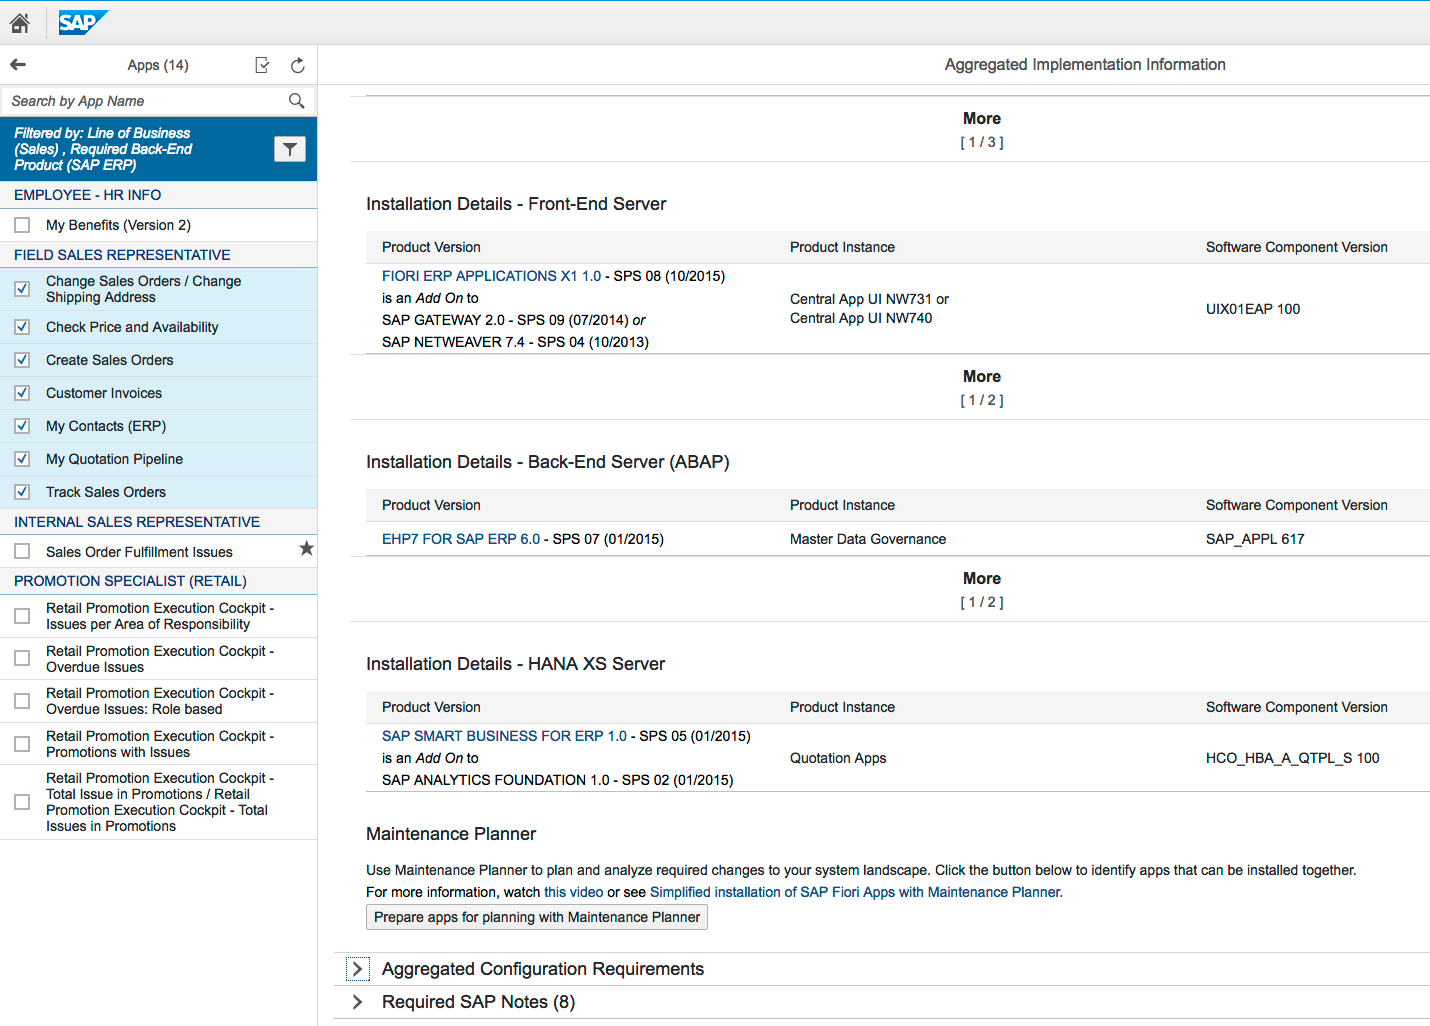 SAP
Apps (14)
Aggregated Implementation Information
Search by App Name
Filtered by: Line of Business
(Sales) , Required Back-End
Product (SAP ERP)
EMPLOYEE - HR INFO
My Benefits (Version 2)
FIELD SALES REPRESENTATIVE
Change Sales Orders / Change
Shipping Address
Check Price and Availability
Create Sales Orders
Customer Invoices
My Contacts (ERP)
My Quotation Pipeline
Track Sales Orders
INTERNAL SALES REPRESENTATIVE
Sales Order Fulfillment Issues
PROMOTION SPECIALIST (RETAIL)
Retail Promotion Execution Cockpit -
Issues per Area of Responsibility
Retail Promotion Execution Cockpit -
Overdue Issues
Retail Promotion Execution Cockpit -
Overdue Issues: Role based
Retail Promotion Execution Cockpit -
Promotions with Issues
Retail Promotion Execution Cockpit -
Total Issue in Promotions / Retail
Promotion Execution Cockpit - Total
Issues in Promotions
More
[ 1 / 3 ]
Installation Details - Front-End Server
Product Version Product Instance Software Component Version
FIORI ERP APPLICATIONS X1 1.0 - SPS 08 (10/2015)
is an Add On to
SAP GATEWAY 2.0 - SPS 09 (07/2014) or
SAP NETWEAVER 7.4 - SPS 04 (10/2013)
Central App UI NW731 or
Central App UI NW740
UIX01EAP 100
More
[ 1 / 2 ]
Installation Details - Back-End Server (ABAP)
Product Version Product Instance Software Component Version
EHP7 FOR SAP ERP 6.0 - SPS 07 (01/2015) Master Data Governance SAP_APPL 617
More
[ 1 / 2 ]
Installation Details - HANA XS Server
Product Version Product Instance Software Component Version
SAP SMART BUSINESS FOR ERP 1.0 - SPS 05 (01/2015)
is an Add On to
SAP ANALYTICS FOUNDATION 1.0 - SPS 02 (01/2015)
Quotation Apps
HCO_HBA_A_QTPL_S 100
Maintenance Planner
Use Maintenance Planner to plan and analyze required changes to your system landscape. Click the button below to identify apps that can be installed together.
For more information, watch this video or see Simplified installation of SAP Fiori Apps with Maintenance Planner.
Prepare apps for planning with Maintenance Planner
Aggregated Configuration Requirements
Required SAP Notes (8)